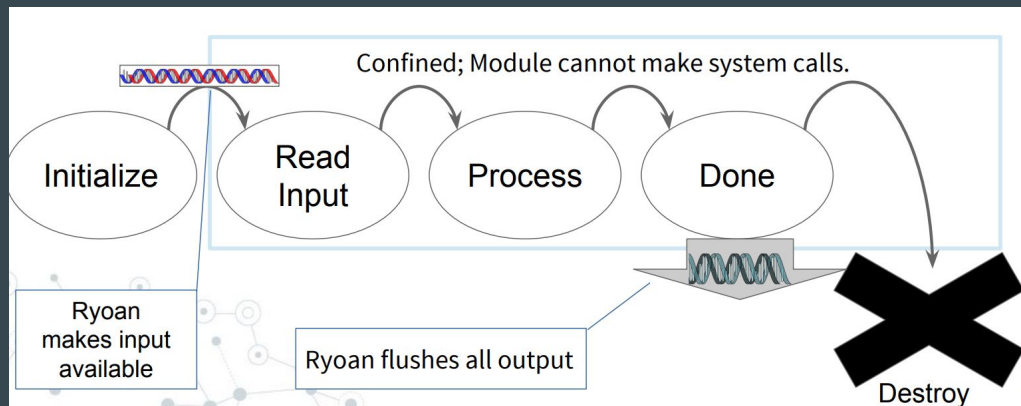 Confined; Module cannot make system calls.
Initialize
Read
Input
Process
Done
Ryoan
makes input
available
Ryoan flushes all output
Destroy